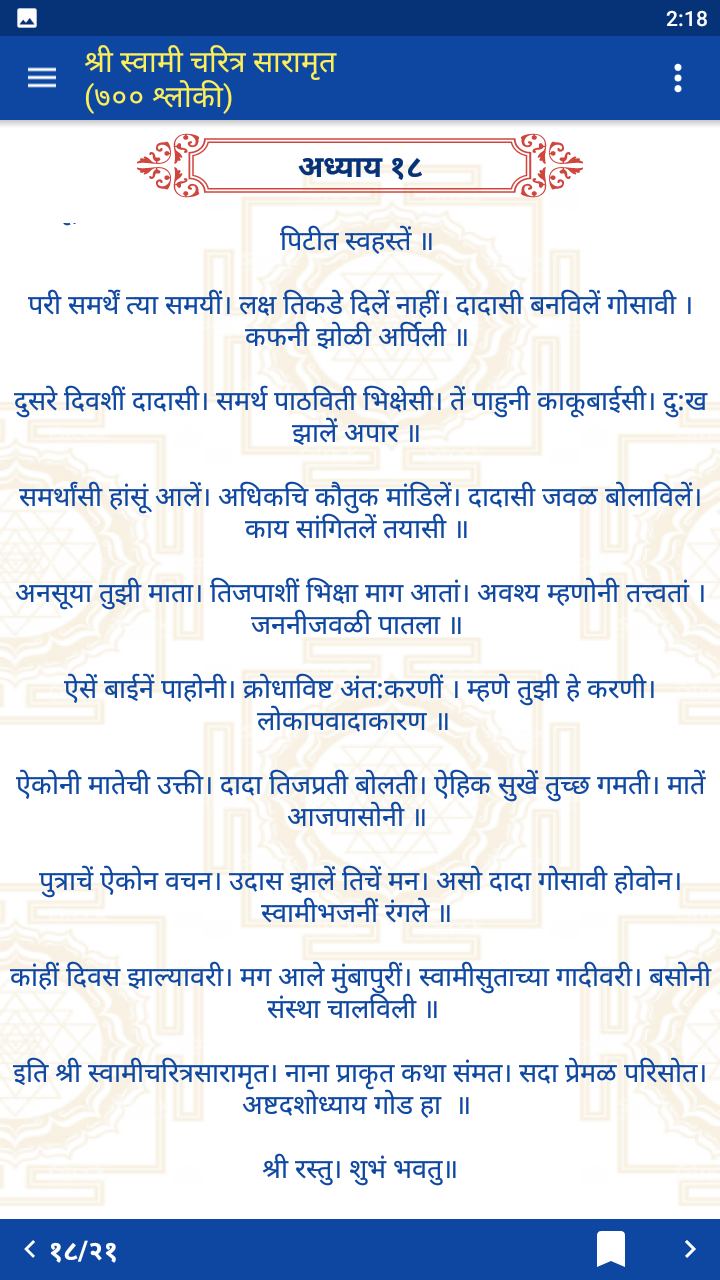 2:18
श्री स्वामी चरित्र सारामृत
(७०० श्लोकी)
अध्याय १८
पिटीत स्वहस्तें ॥
परी समर्थें त्या समयीं। लक्ष तिकडे दिलें नाहीं। दादासी बनविलें गोसावी ।
कफनी झोळी अर्पिली ॥
दुसरे दिवशीं दादासी। समर्थ पाठविती भिक्षेसी। तें पाहुनी काकूबाईसी। दु:ख
झालें अपार ॥
समर्थांसी हांसूं आलें। अधिकचि कौतुक मांडिलें। दादासी जवळ बोलाविलें।
काय सांगितलें तयासी ॥
अनसूया तुझी माता। तिजपाशीं भिक्षा माग आतां। अवश्य म्हणोनी तत्त्वतां ।
जननीजवळी पातला ॥
ऐसें बाईनें पाहोनी। क्रोधाविष्ट अंत:करणीं । म्हणे तुझी हे करणी।
लोकापवादाकारण ॥
ऐकोनी मातेची उक्ती। दादा तिजप्रती बोलती। ऐहिक सुखें तुच्छ गमती। मातें
आजपासोनी ॥
पुत्राचें ऐकोन वचन। उदास झालें तिचें मन। असो दादा गोसावी होवोन।
स्वामीभजनीं रंगले ॥
कांहीं दिवस झाल्यावरी। मग आले मुंबापुरीं। स्वामीसुताच्या गादीवरी। बसोनी
संस्था चालविली ॥
इति श्री स्वामीचरित्रसारामृत। नाना प्राकृत कथा संमत। सदा प्रेमळ परिसोत।
अष्टदशोध्याय गोड हा ॥
श्री रस्तु। शुभं भवतु॥
१८/२१